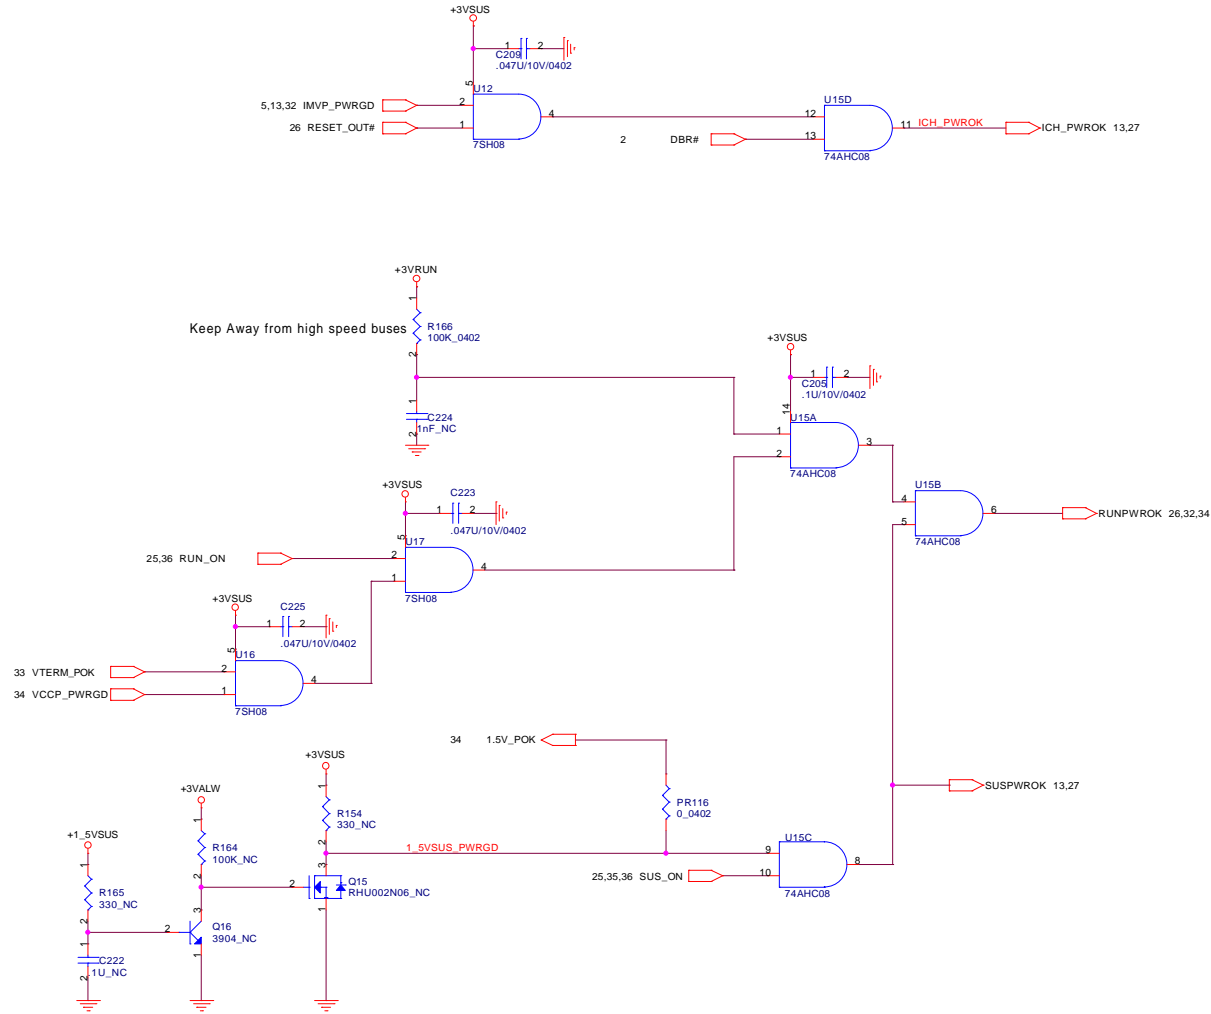 +3VSUS
1 2
C209
.047U/10V/0402
5
U12
5,13,32 IMVP_PWRGD
2
4
26 RESET_OUT#
1
7SH08
U15D
12
11 ICH_PWROK
ICH_PWROK 13,27
2 DBR#
13
74AHC08
+3VRUN
1
Keep Away from high speed buses
R166
100K_0402
2
1
C224
1nF_NC
2
+3VSUS
1 2
C205
.1U/10V/0402
14
U15A
1
3
2
74AHC08
U15B
4
6
RUNPWROK 26,32,34
5
74AHC08
+3VSUS
C223
1 2
.047U/10V/0402
5
U17
25,36 RUN_ON
2
4
1
7SH08
+3VSUS
C225
1 2
.047U/10V/0402
5
U16
33 VTERM_POK
2
4
34 VCCP_PWRGD
1
7SH08
34 1.5V_POK
+3VSUS
1
R154
330_NC
2
PR116
0_0402
SUSPWROK 13,27
+3VALW
1
R164
100K_NC
2
+1_5VSUS
1
R165
330_NC
2
1_5VSUS_PWRGD
U15C
9
8
25,35,36 SUS_ON
10
74AHC08
3
2
Q15
RHU002N06_NC
1
3
2
Q16
3904_NC
1
1
C222
.1U_NC
2